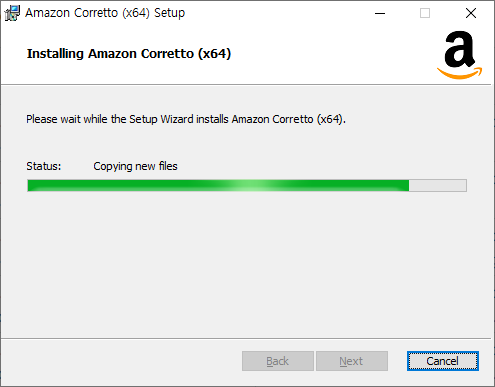 Amazon Corretto (x64) Setup
Installing Amazon Corretto (x64)
a
Please wait while the Setup Wizard installs Amazon Corretto (x64).
Status: Copying new files
Back Next Cancel